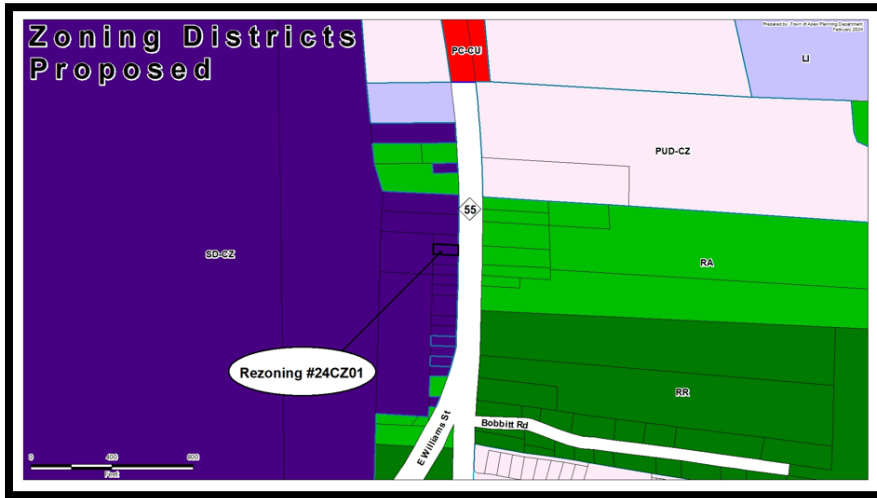 Zoning Districts
Proposed
Prepared by: Town of Apex Planning Department
February 2024
PC-CU
LI
PUD-CZ
55
SD-CZ
RA
Rezoning #24CZ01
RR
E Williams St
Bobbitt Rd
0 400 800
Feet